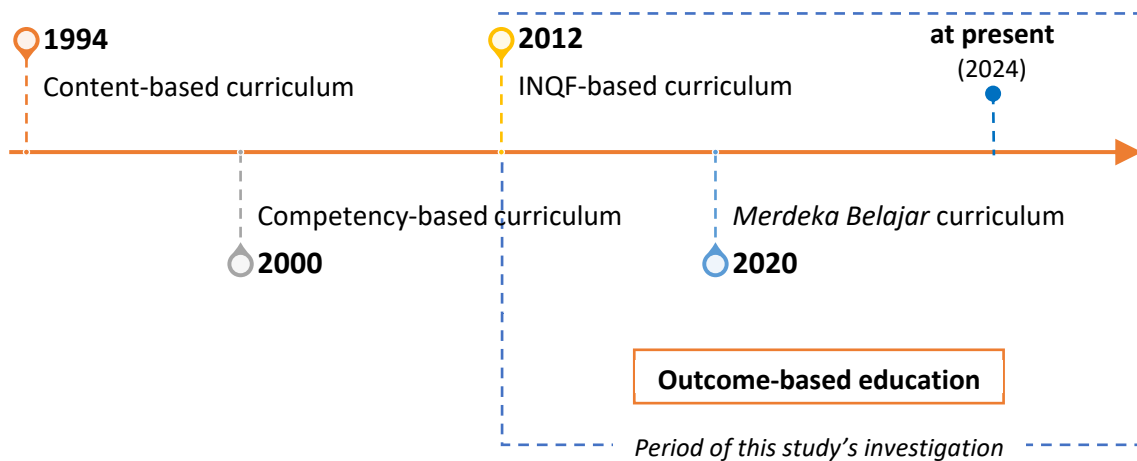 1994
Content-based curriculum
2012
INQF-based curriculum
at present
(2024)
Competency-based curriculum
2000
Merdeka Belajar curriculum
2020
Outcome-based education
Period of this study’s investigation